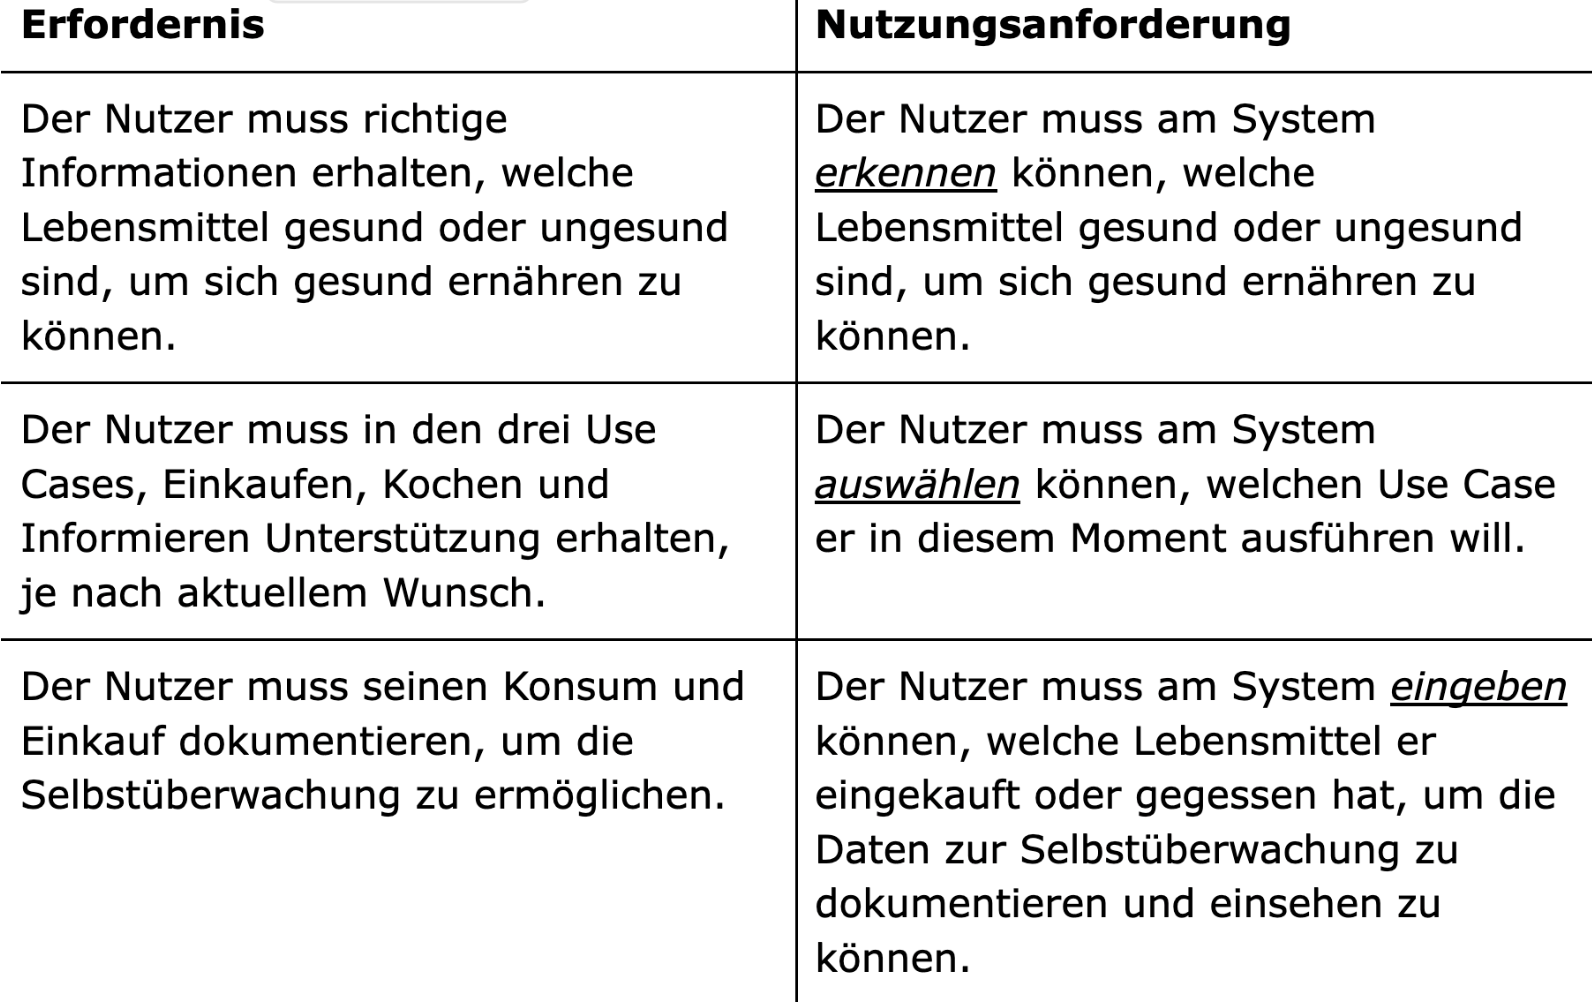 Erfordernis
Nutzungsanforderung
Der Nutzer muss richtige
Informationen erhalten, welche
Lebensmittel gesund oder ungesund
sind, um sich gesund ernähren zu
können.
Der Nutzer muss am System
erkennen können, welche
Lebensmittel gesund oder ungesund
sind, um sich gesund ernähren zu
können.
Der Nutzer muss in den drei Use
Cases, Einkaufen, Kochen und
Informieren Unterstützung erhalten,
je nach aktuellem Wunsch.
Der Nutzer muss am System
auswählen können, welchen Use Case
er in diesem Moment ausführen will.
Der Nutzer muss seinen Konsum und
Einkauf dokumentieren, um die
Selbstüberwachung zu ermöglichen.
Der Nutzer muss am System eingeben
können, welche Lebensmittel er
eingekauft oder gegessen hat, um die
Daten zur Selbstüberwachung zu
dokumentieren und einsehen zu
können.